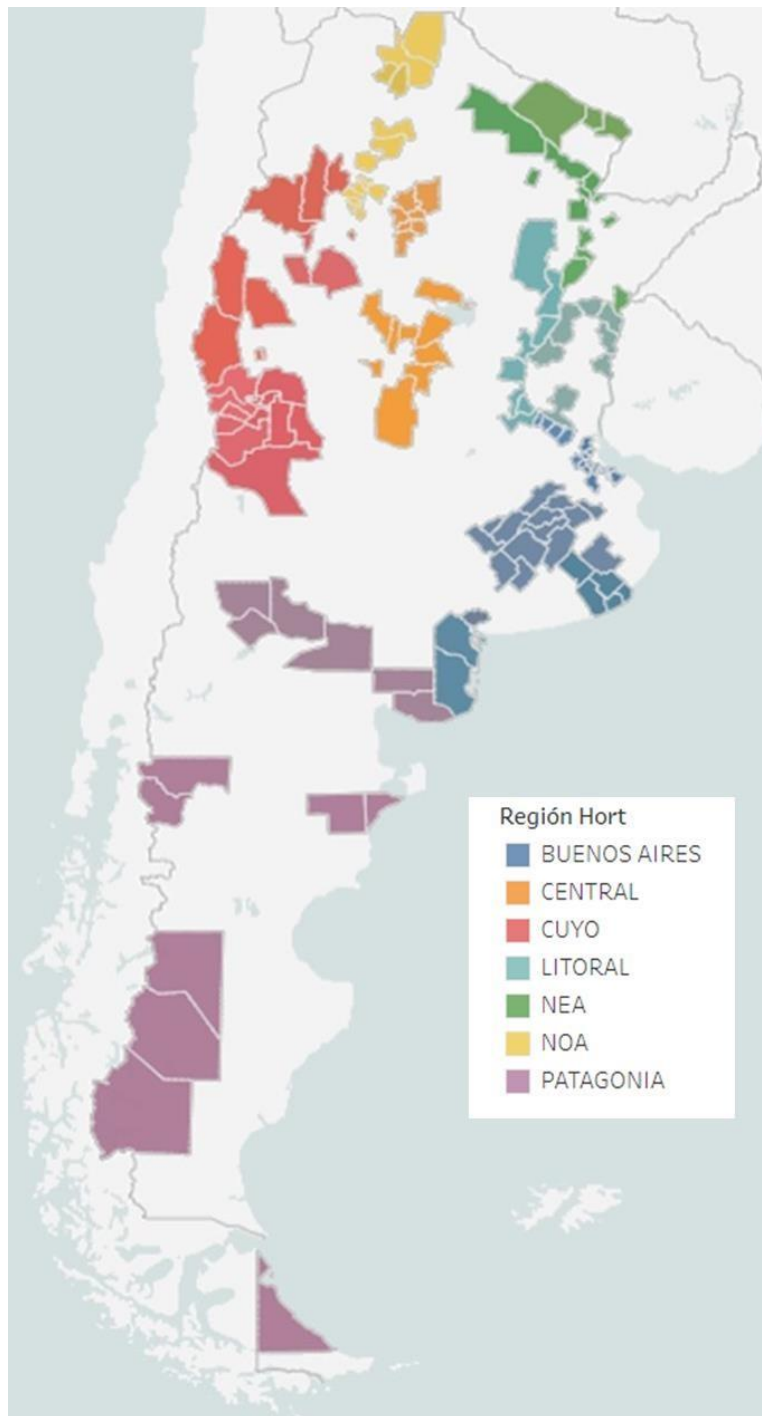 Región Hort
BUENOS AIRES
CENTRAL
CUYO
LITORAL
NEA
NOA
PATAGONIA